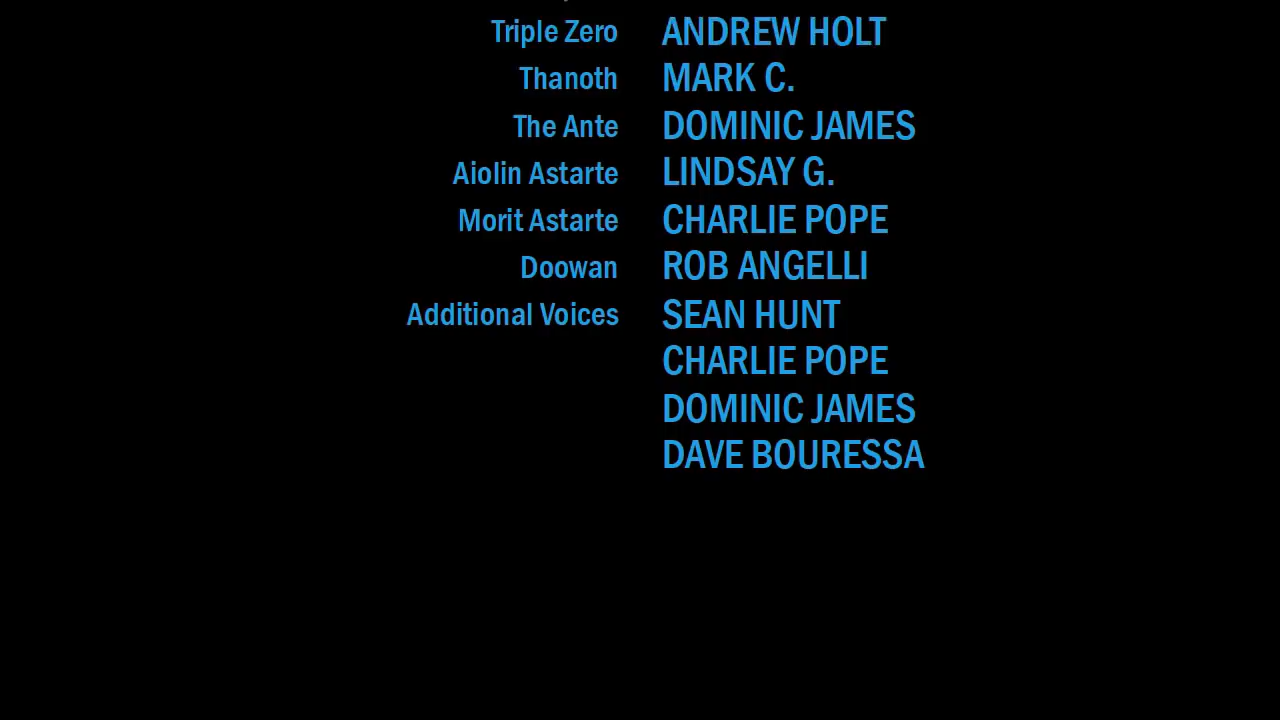 Triple Zero ANDREW HOLT
Thanoth MARK C.
The Ante DOMINIC JAMES
Aiolin Astarte LINDSAY G.
Morit Astarte CHARLIE POPE
Doowan ROB ANGELLI
Additional Voices SEAN HUNT
CHARLIE POPE
DOMINIC JAMES
DAVE BOURESSA